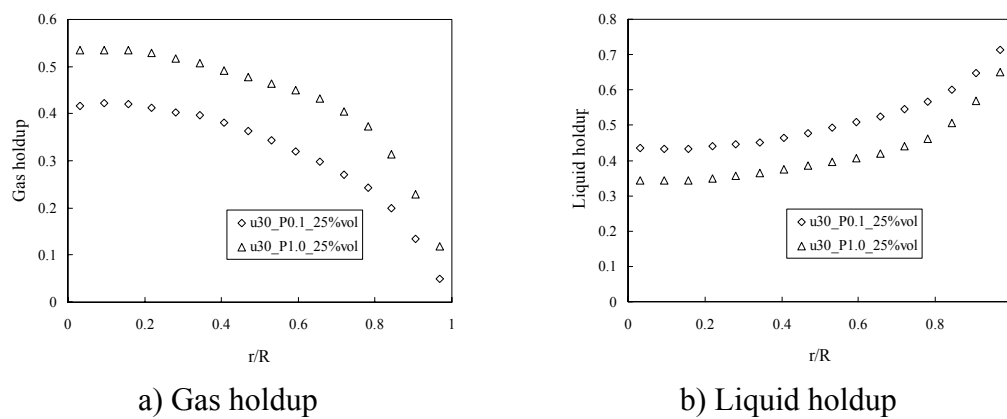 0.6
0.5
0.4
0.3
0.2
0.1
0
Gas holdup
u30_P0.1_25%vol
u30_P1.0_25%vol
0 0.2 0.4 0.6 0.8 1
r/R
a) Gas holdup
0.8
0.7
0.6
0.5
0.4
0.3
0.2
0.1
0
Liquid holdup
u30_P0.1_25%vol
u30_P1.0_25%vol
0 0.2 0.4 0.6 0.8
r/R
b) Liquid holdup